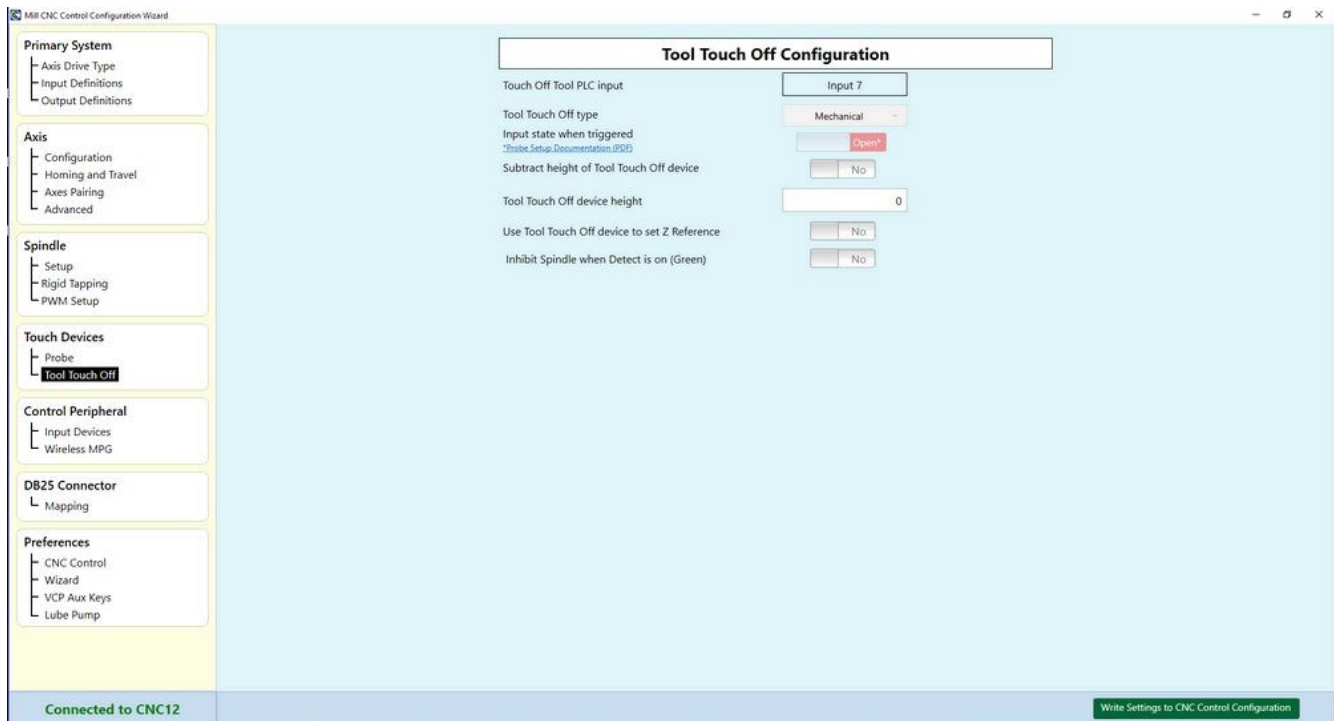 Mill CNC Control Configuration Wizard
Primary System
Axis Drive Type
Input Definitions
Output Definitions
Axis
Configuration
Homing and Travel
Axes Pairing
Advanced
Spindle
Setup
Rigid Tapping
PWM Setup
Touch Devices
Probe
Tool Touch Off
Control Peripheral
Input Devices
Wireless MPG
DB25 Connector
Mapping
Preferences
CNC Control
Wizard
VCP Aux Keys
Lube Pump
Connected to CNC12
Tool Touch Off Configuration
Touch Off Tool PLC input Input 7
Tool Touch Off type Mechanical
Input state when triggered Open*
*Probe Setup Documentation (PDF)
Subtract height of Tool Touch Off device No
Tool Touch Off device height 0
Use Tool Touch Off device to set Z Reference No
Inhibit Spindle when Detect is on (Green) No
Write Settings to CNC Control Configuration